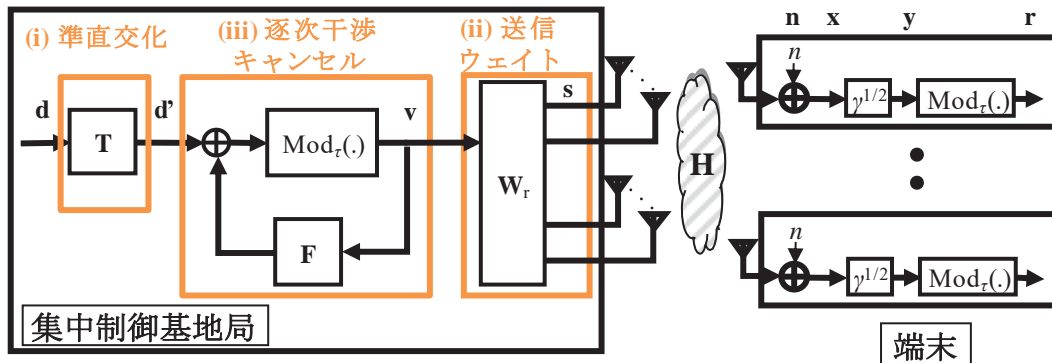 (i) 準直交化
(iii) 逐次干渉
キャンセル
(ii) 送信
ウェイト
d
T
d'
Mod_τ(.)
v
F
W_r
s
H
n
x
y
r
n
γ^{1/2}
Mod_τ(.)
n
γ^{1/2}
Mod_τ(.)
集中制御基地局
端末